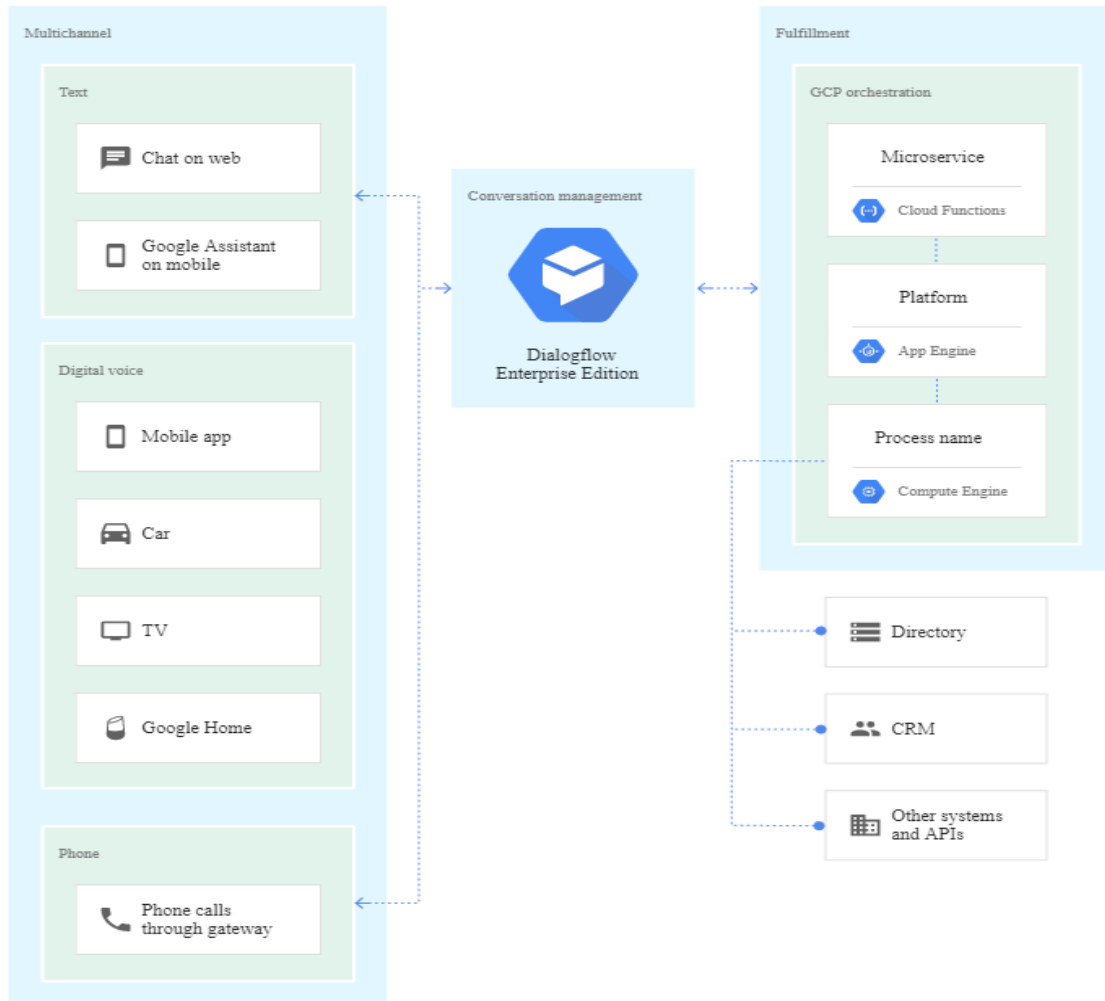 Multichannel
Text
Chat on web
Google Assistant
on mobile
Digital voice
Mobile app
Car
TV
Google Home
Phone
Phone calls
through gateway
Conversation management
Dialogflow
Enterprise Edition
Fulfillment
GCP orchestration
Microservice
Cloud Functions
Platform
App Engine
Process name
Compute Engine
Directory
CRM
Other systems
and APIs